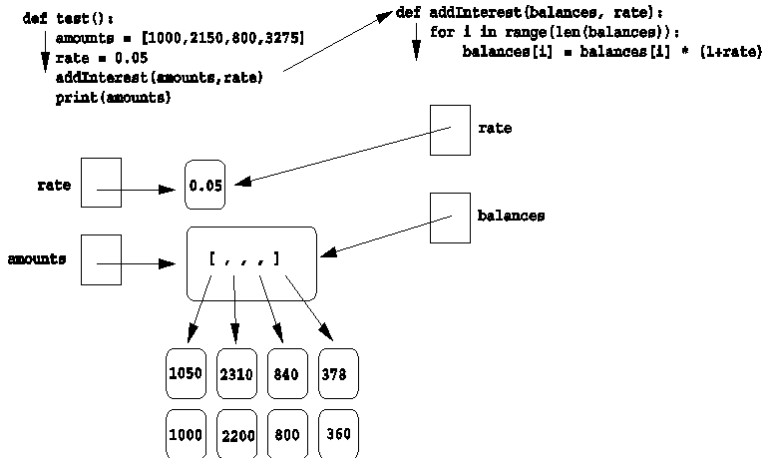 def test():
amounts = [1000,2150,800,3275]
rate = 0.05
addInterest(amounts,rate)
print(amounts)
def addInterest(balances, rate):
for i in range(len(balances)):
balances[i] = balances[i] * (1+rate)
rate
rate
0.05
balances
amounts
[ , , , ]
1050 2310 840 378
1000 2200 800 360